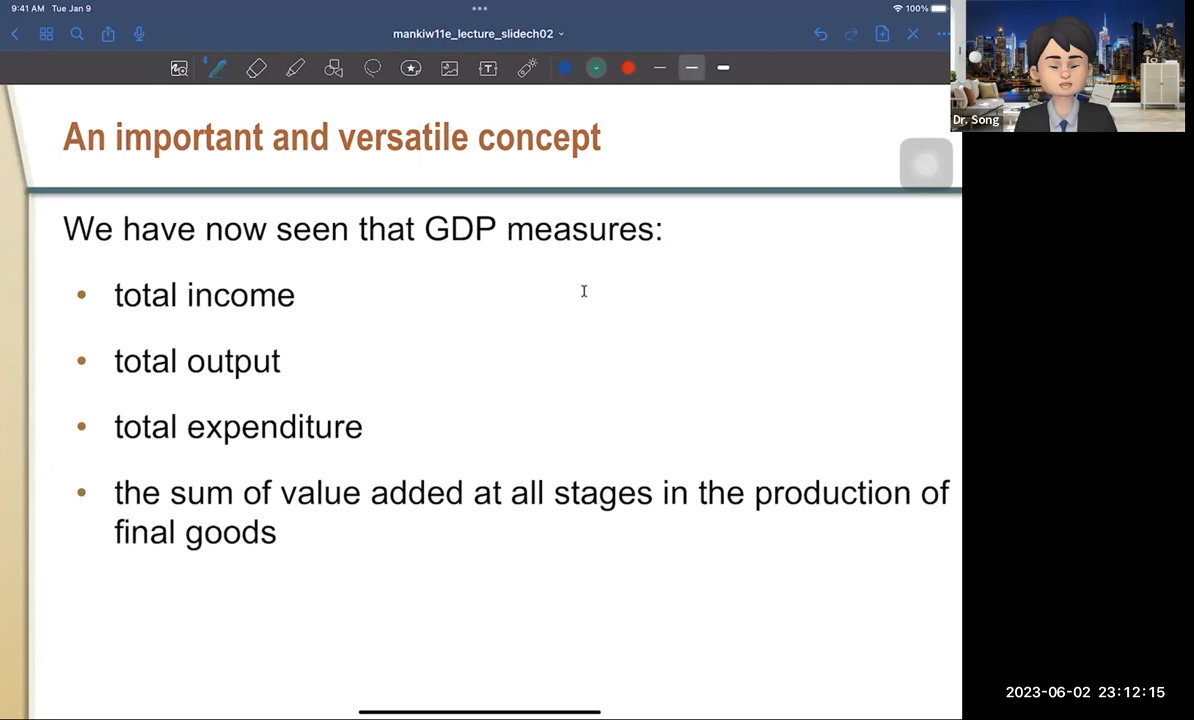 9:41 AM Tue Jan 9
100%
mankiw11e_lecture_slidech02
T
Dr. Song
An important and versatile concept
We have now seen that GDP measures:
• total income
• total output
• total expenditure
• the sum of value added at all stages in the production of
final goods
2023-06-02 23:12:15